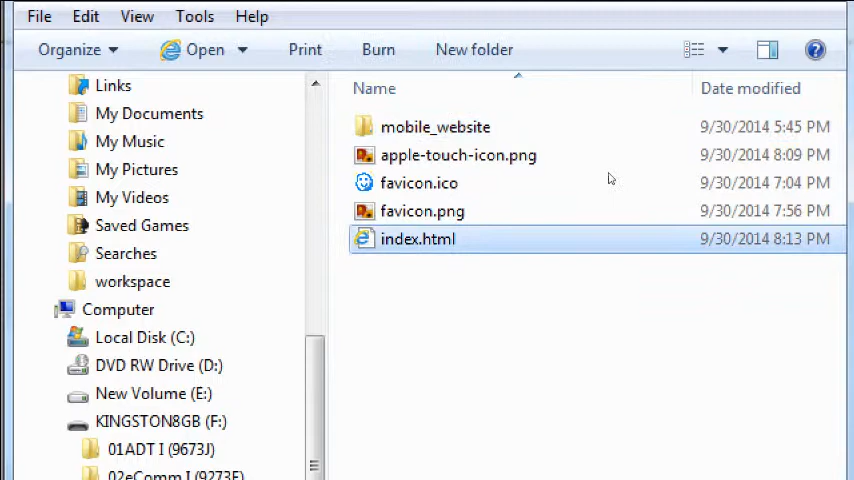 File Edit View Tools Help
Organize Open Print Burn New folder
Links
My Documents
My Music
My Pictures
My Videos
Saved Games
Searches
workspace
Computer
Local Disk (C:)
DVD RW Drive (D:)
New Volume (E:)
KINGSTON8GB (F:)
01ADT I (9673J)
02eComm I (9273F)
Name Date modified
mobile_website 9/30/2014 5:45 PM
apple-touch-icon.png 9/30/2014 8:09 PM
favicon.ico 9/30/2014 7:04 PM
favicon.png 9/30/2014 7:56 PM
index.html 9/30/2014 8:13 PM